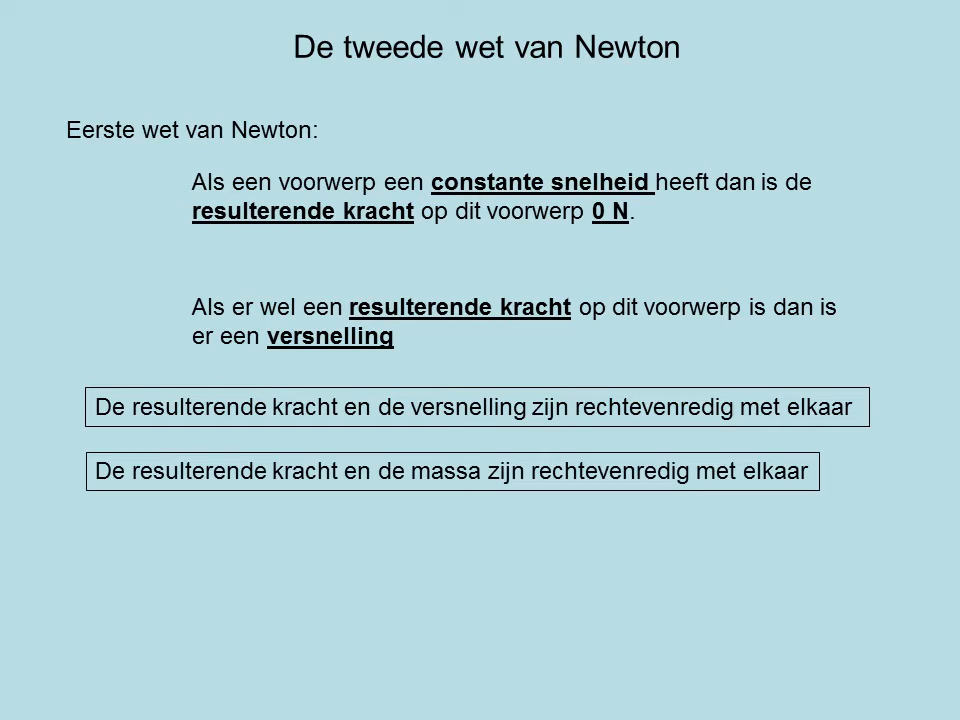 De tweede wet van Newton
Eerste wet van Newton:
Als een voorwerp een constante snelheid heeft dan is de
resulterende kracht op dit voorwerp 0 N.
Als er wel een resulterende kracht op dit voorwerp is dan is
er een versnelling
De resulterende kracht en de versnelling zijn rechtevenredig met elkaar
De resulterende kracht en de massa zijn rechtevenredig met elkaar